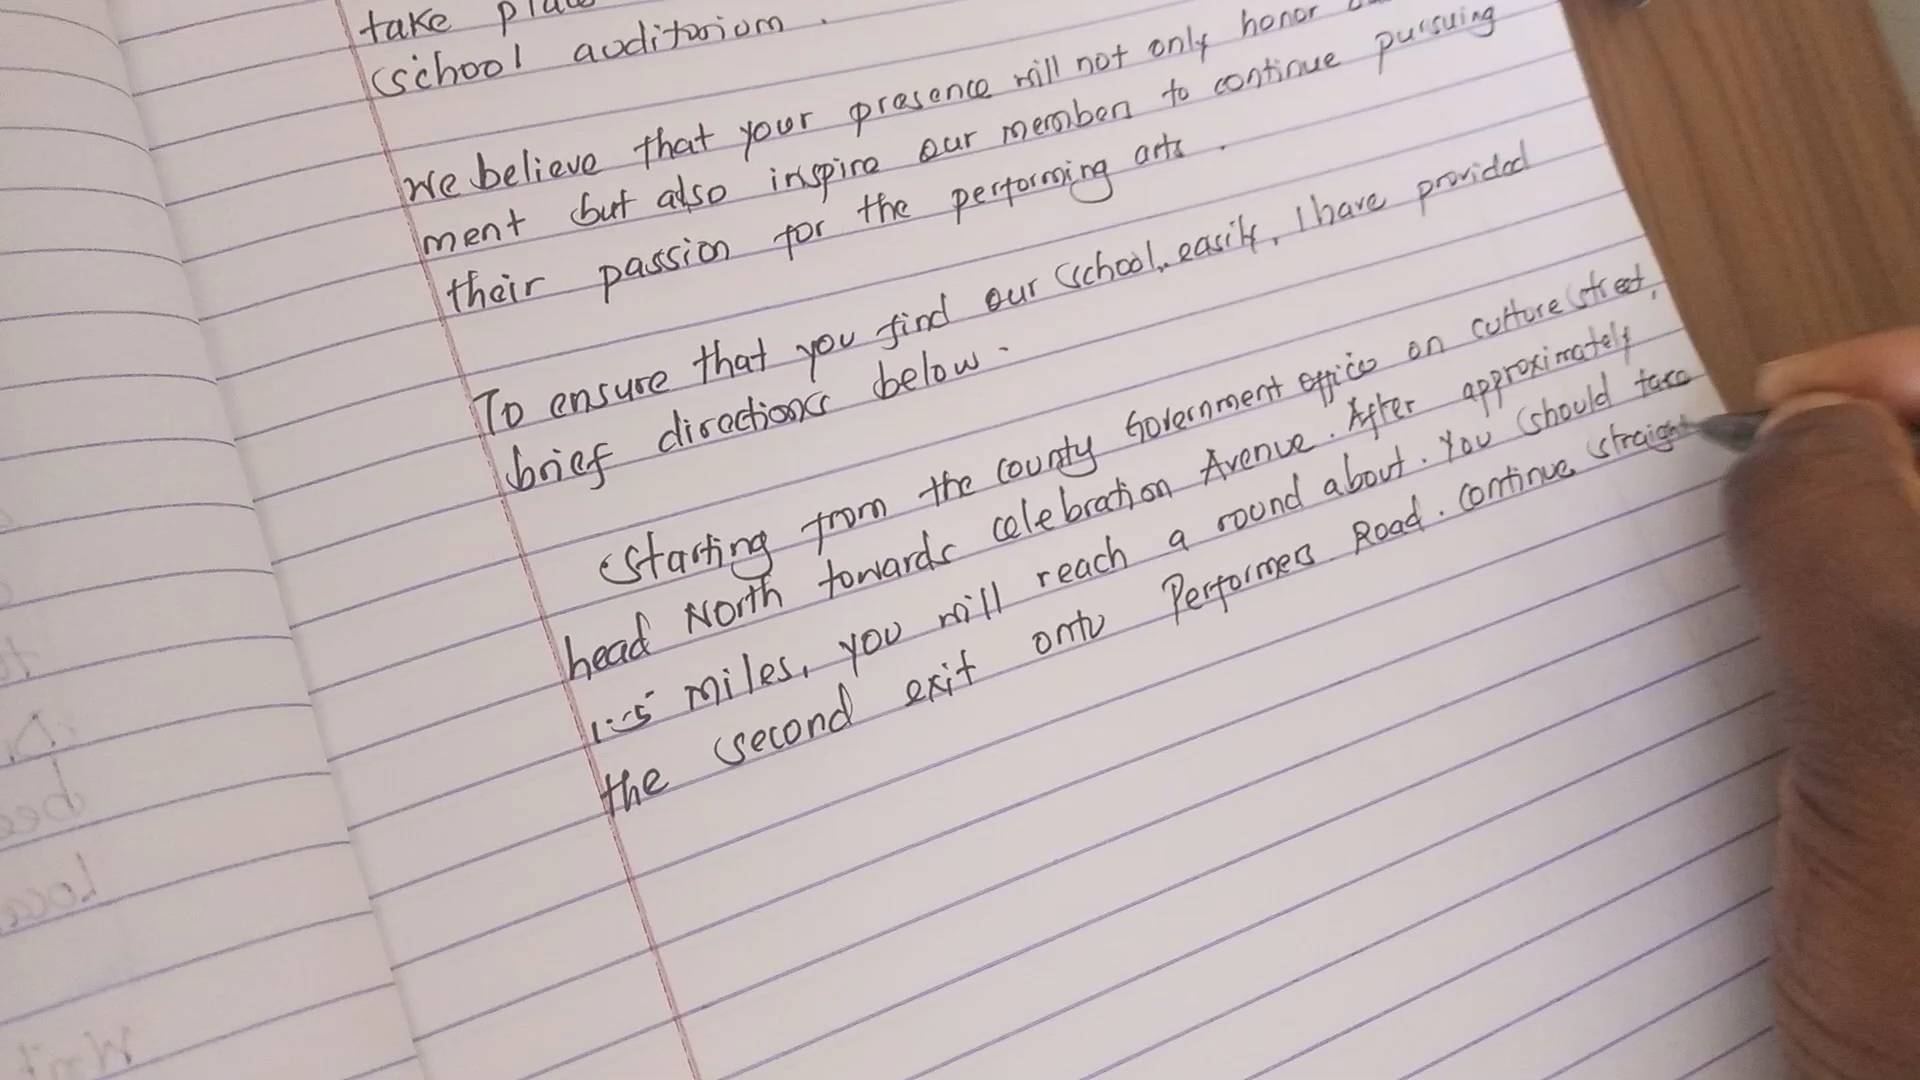 take
school auditorium.
We believe that your presence will not only honor
ment but also inspire our members to continue pursuing
their passion for the performing arts.
To ensure that you find our school, easily, I have provided
brief directions below.
Starting from the county Government office on culture street,
head North towards celebration Avenue. After approximately
1.5 miles, you will reach a round about. You should take
the second exit onto Performers Road. continue straight